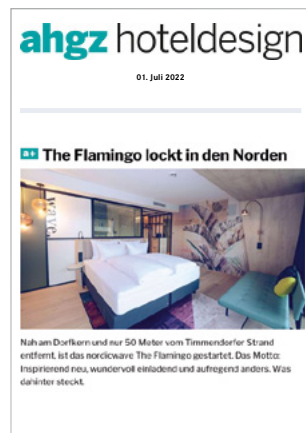 ahgz hoteldesign
01. Juli 2022
a+ The Flamingo lockt in den Norden
wave
Nah am Dorfkern und nur 50 Meter vom Timmendorfer Strand
entfernt, ist das nordicwave The Flamingo gestartet. Das Motto:
Inspirierend neu, wundervoll einladend und aufregend anders. Was
dahinter steckt.